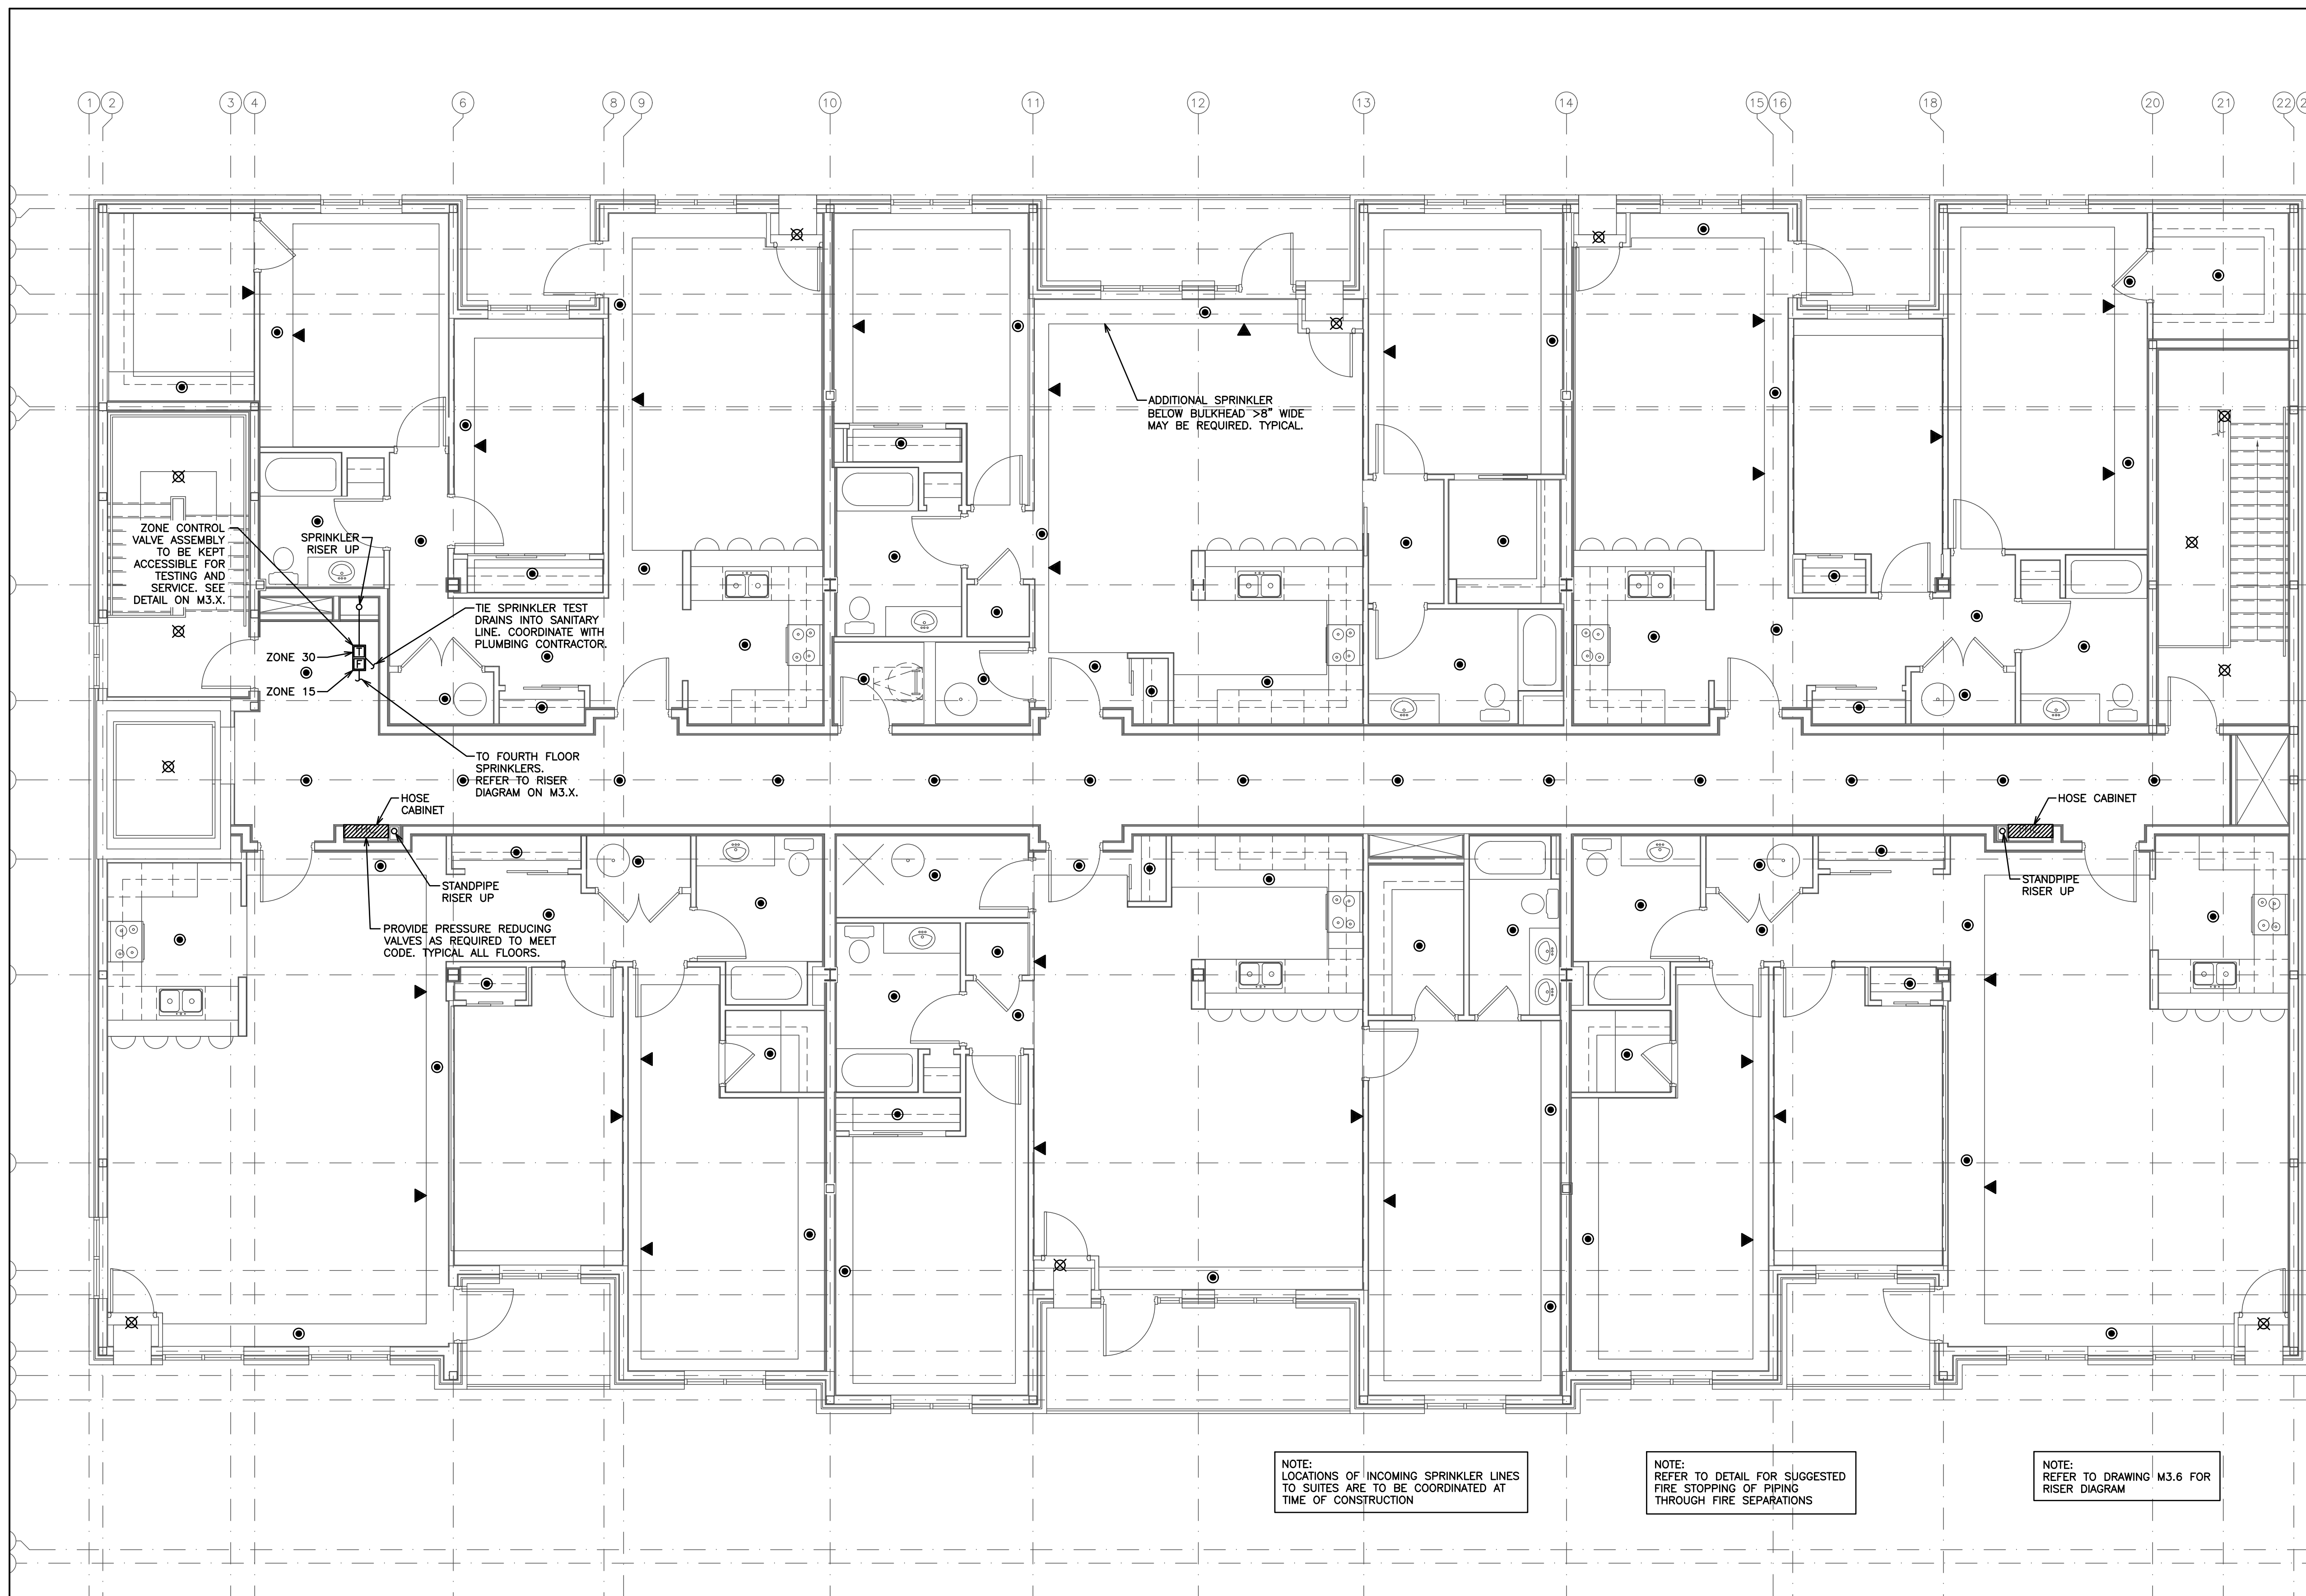 1 2 3 4 6 8 9 10 11 12 13 14 15 16 18 20 21 22
ADDITIONAL SPRINKLER
BELOW BULKHEAD >8" WIDE
MAY BE REQUIRED. TYPICAL.
ZONE CONTROL
VALVE ASSEMBLY
TO BE KEPT
ACCESSIBLE FOR
TESTING AND
SERVICE. SEE
DETAIL ON M3.X.
SPRINKLER
RISER UP
TIE SPRINKLER TEST
DRAINS INTO SANITARY
LINE. COORDINATE WITH
PLUMBING CONTRACTOR.
T
F
ZONE 30
ZONE 15
TO FOURTH FLOOR
SPRINKLERS.
REFER TO RISER
DIAGRAM ON M3.X.
HOSE
CABINET
HOSE CABINET
STANDPIPE
RISER UP
STANDPIPE
RISER UP
PROVIDE PRESSURE REDUCING
VALVES AS REQUIRED TO MEET
CODE. TYPICAL ALL FLOORS.
NOTE:
LOCATIONS OF INCOMING SPRINKLER LINES
TO SUITES ARE TO BE COORDINATED AT
TIME OF CONSTRUCTION
NOTE:
REFER TO DETAIL FOR SUGGESTED
FIRE STOPPING OF PIPING
THROUGH FIRE SEPARATIONS
NOTE:
REFER TO DRAWING M3.6 FOR
RISER DIAGRAM